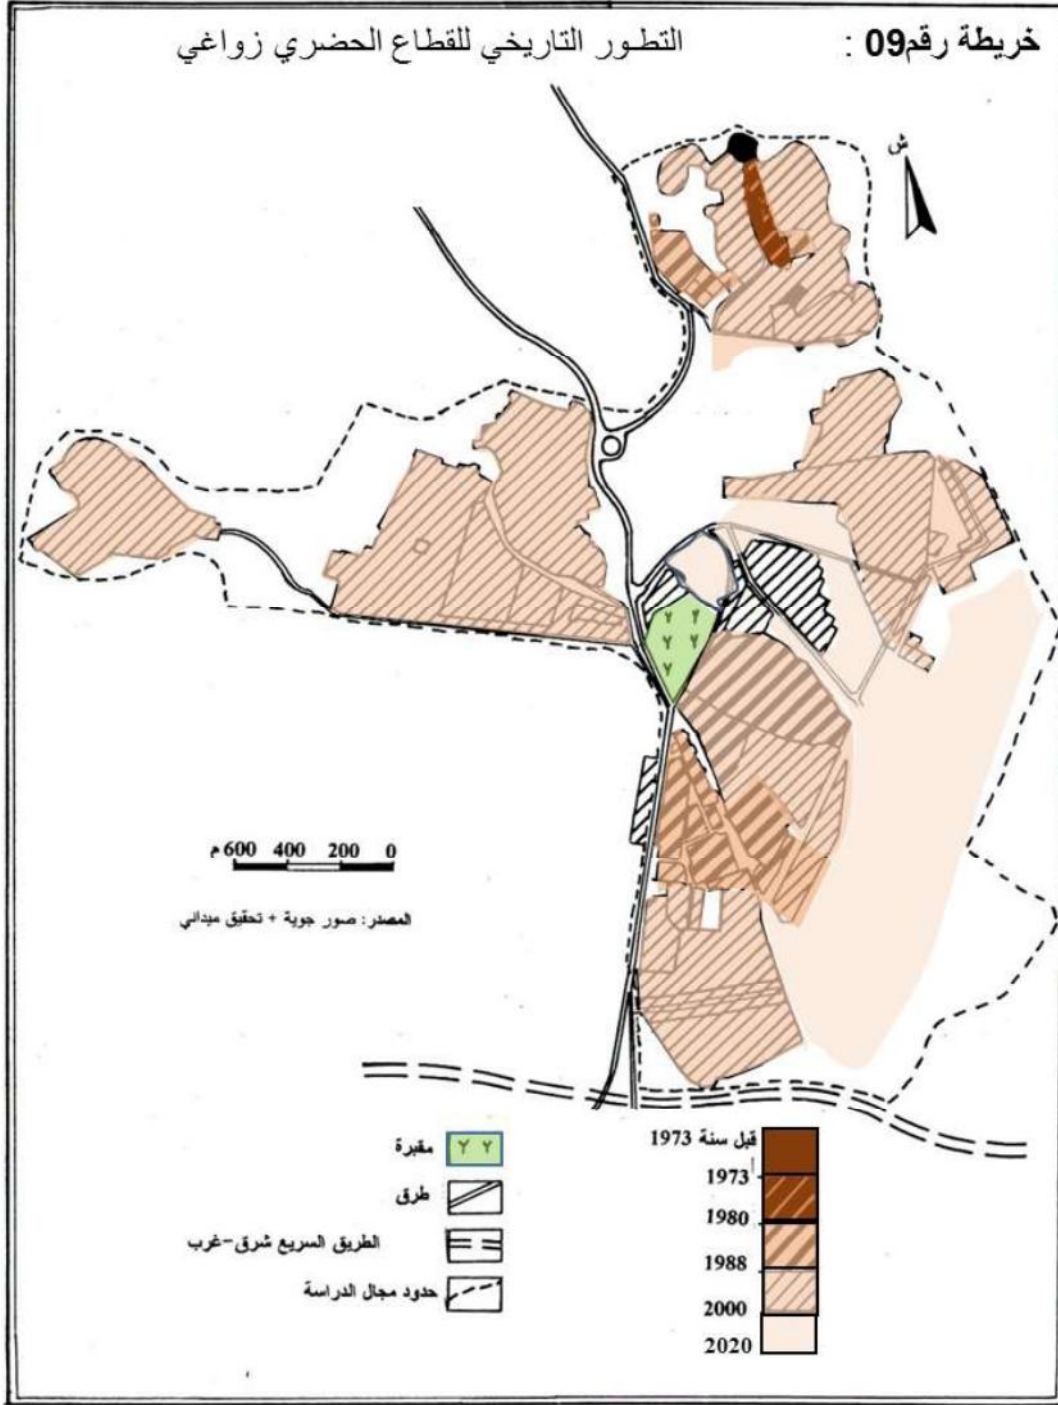 خريطة رقم09 : التطـور التاريخي للقطاع الحضري زواغي
ش
600 م 400 200 0
المصدر: صور جوية + تحقيق ميداني
مقبرة
طرق
الطريق السريع شرق-غرب
حدود مجال الدراسة
قبل سنة 1973
1973
1980
1988
2000
2020